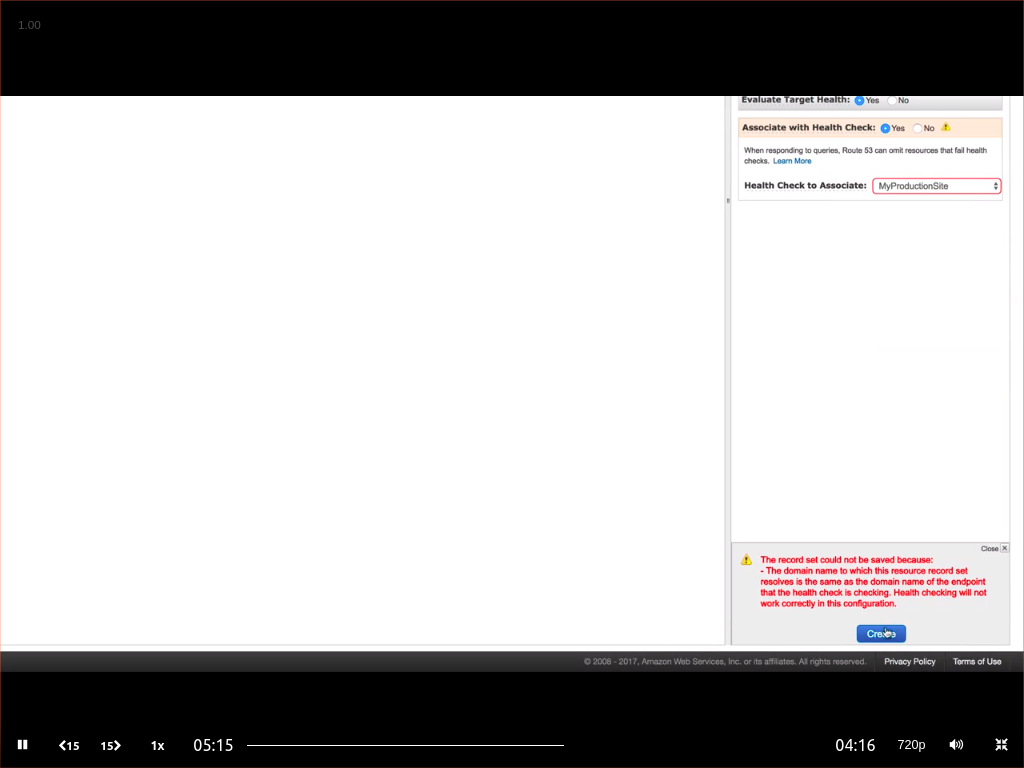 1.00
Evaluate Target Health: Yes No
Associate with Health Check: Yes No
When responding to queries, Route 53 can omit resources that fail health
checks. Learn More
Health Check to Associate: MyProductionSite
Close
The record set could not be saved because:
- The domain name to which this resource record set
resolves is the same as the domain name of the endpoint
that the health check is checking. Health checking will not
work correctly in this configuration.
Create
© 2008 - 2017, Amazon Web Services, Inc. or its affiliates. All rights reserved. Privacy Policy Terms of Use
15 15 1x 05:15 04:16 720p